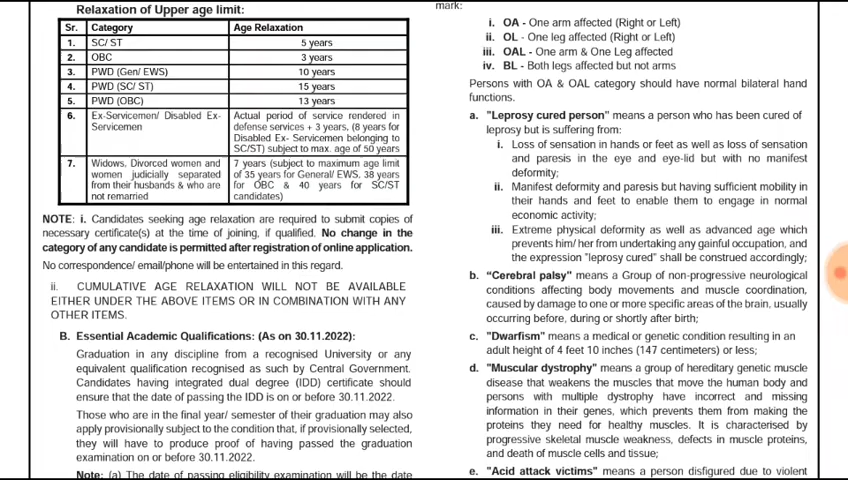 Relaxation of Upper age limit:
Sr. Category Age Relaxation
1. SC/ ST 5 years
2. OBC 3 years
3. PWD (Gen/ EWS) 10 years
4. PWD (SC/ ST) 15 years
5. PWD (OBC) 13 years
6. Ex-Servicemen/ Disabled Ex- Actual period of service rendered in
Servicemen defense services + 3 years, (8 years for
Disabled Ex- Servicemen belonging to
SC/ST) subject to max. age of 50 years
7. Widows, Divorced women and 7 years (subject to maximum age limit
women judicially separated of 35 years for General/ EWS, 38 years
from their husbands & who are for OBC & 40 years for SC/ST
not remarried candidates)
NOTE: i. Candidates seeking age relaxation are required to submit copies of
necessary certificate(s) at the time of joining, if qualified. No change in the
category of any candidate is permitted after registration of online application.
No correspondence/ email/phone will be entertained in this regard.
ii. CUMULATIVE AGE RELAXATION WILL NOT BE AVAILABLE
EITHER UNDER THE ABOVE ITEMS OR IN COMBINATION WITH ANY
OTHER ITEMS.
B. Essential Academic Qualifications: (As on 30.11.2022):
Graduation in any discipline from a recognised University or any
equivalent qualification recognised as such by Central Government.
Candidates having integrated dual degree (IDD) certificate should
ensure that the date of passing the IDD is on or before 30.11.2022.
Those who are in the final year/ semester of their graduation may also
apply provisionally subject to the condition that, if provisionally selected,
they will have to produce proof of having passed the graduation
examination on or before 30.11.2022.
Note: (a) The date of passing eligibility examination will be the date
mark:
i. OA - One arm affected (Right or Left)
ii. OL - One leg affected (Right or Left)
iii. OAL - One arm & One Leg affected
iv. BL - Both legs affected but not arms
Persons with OA & OAL category should have normal bilateral hand
functions.
a. "Leprosy cured person" means a person who has been cured of
leprosy but is suffering from:
i. Loss of sensation in hands or feet as well as loss of sensation
and paresis in the eye and eye-lid but with no manifest
deformity;
ii. Manifest deformity and paresis but having sufficient mobility in
their hands and feet to enable them to engage in normal
economic activity;
iii. Extreme physical deformity as well as advanced age which
prevents him/ her from undertaking any gainful occupation, and
the expression "leprosy cured" shall be construed accordingly;
b. “Cerebral palsy" means a Group of non-progressive neurological
conditions affecting body movements and muscle coordination,
caused by damage to one or more specific areas of the brain, usually
occurring before, during or shortly after birth;
c. "Dwarfism" means a medical or genetic condition resulting in an
adult height of 4 feet 10 inches (147 centimeters) or less;
d. "Muscular dystrophy" means a group of hereditary genetic muscle
disease that weakens the muscles that move the human body and
persons with multiple dystrophy have incorrect and missing
information in their genes, which prevents them from making the
proteins they need for healthy muscles. It is characterised by
progressive skeletal muscle weakness, defects in muscle proteins,
and death of muscle cells and tissue;
e. "Acid attack victims" means a person disfigured due to violent